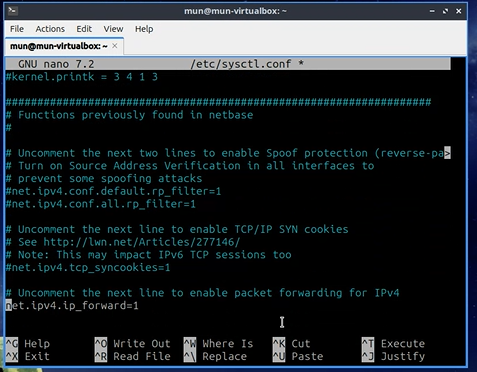 mun@mun-virtualbox: ~
File Actions Edit View Help
mun@mun-virtualbox: ~ ×
GNU nano 7.2 /etc/sysctl.conf *
#kernel.printk = 3 4 1 3
###################################################################
# Functions previously found in netbase
#
# Uncomment the next two lines to enable Spoof protection (reverse-pa>
# Turn on Source Address Verification in all interfaces to
# prevent some spoofing attacks
#net.ipv4.conf.default.rp_filter=1
#net.ipv4.conf.all.rp_filter=1
# Uncomment the next line to enable TCP/IP SYN cookies
# See http://lwn.net/Articles/277146/
# Note: This may impact IPv6 TCP sessions too
#net.ipv4.tcp_syncookies=1
# Uncomment the next line to enable packet forwarding for IPv4
net.ipv4.ip_forward=1
^G Help ^O Write Out ^W Where Is ^K Cut ^T Execute
^X Exit ^R Read File ^\ Replace ^U Paste ^J Justify